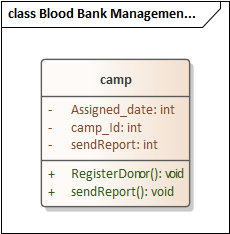 class Blood Bank Managemen...
camp
- Assigned_date: int
- camp_Id: int
- sendReport: int
+ RegisterDonor(): void
+ sendReport(): void